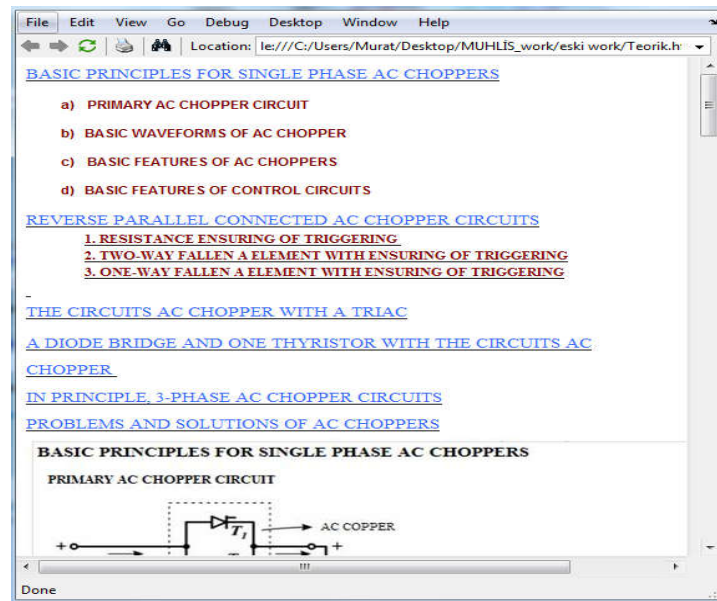 File Edit View Go Debug Desktop Window Help
Location: le:///C:/Users/Murat/Desktop/MUHLİS_work/eski work/Teorik.h
BASIC PRINCIPLES FOR SINGLE PHASE AC CHOPPERS
a) PRIMARY AC CHOPPER CIRCUIT
b) BASIC WAVEFORMS OF AC CHOPPER
c) BASIC FEATURES OF AC CHOPPERS
d) BASIC FEATURES OF CONTROL CIRCUITS
REVERSE PARALLEL CONNECTED AC CHOPPER CIRCUITS
1. RESISTANCE ENSURING OF TRIGGERING
2. TWO-WAY FALLEN A ELEMENT WITH ENSURING OF TRIGGERING
3. ONE-WAY FALLEN A ELEMENT WITH ENSURING OF TRIGGERING
THE CIRCUITS AC CHOPPER WITH A TRIAC
A DIODE BRIDGE AND ONE THYRISTOR WITH THE CIRCUITS AC
CHOPPER
IN PRINCIPLE, 3-PHASE AC CHOPPER CIRCUITS
PROBLEMS AND SOLUTIONS OF AC CHOPPERS
BASIC PRINCIPLES FOR SINGLE PHASE AC CHOPPERS
PRIMARY AC CHOPPER CIRCUIT
T1 AC COPPER
+ +
Done